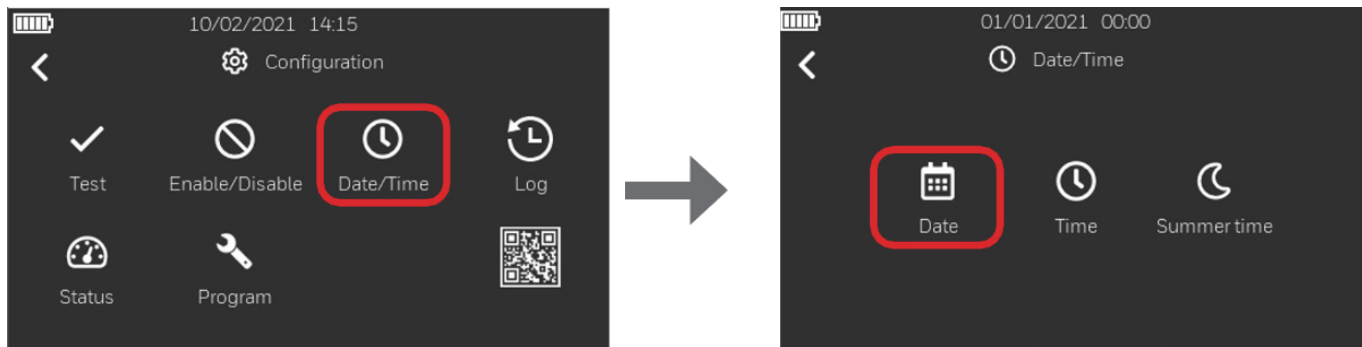 10/02/2021 14:15
Configuration
Test
Enable/Disable
Date/Time
Log
Status
Program
01/01/2021 00:00
Date/Time
Date
Time
Summer time